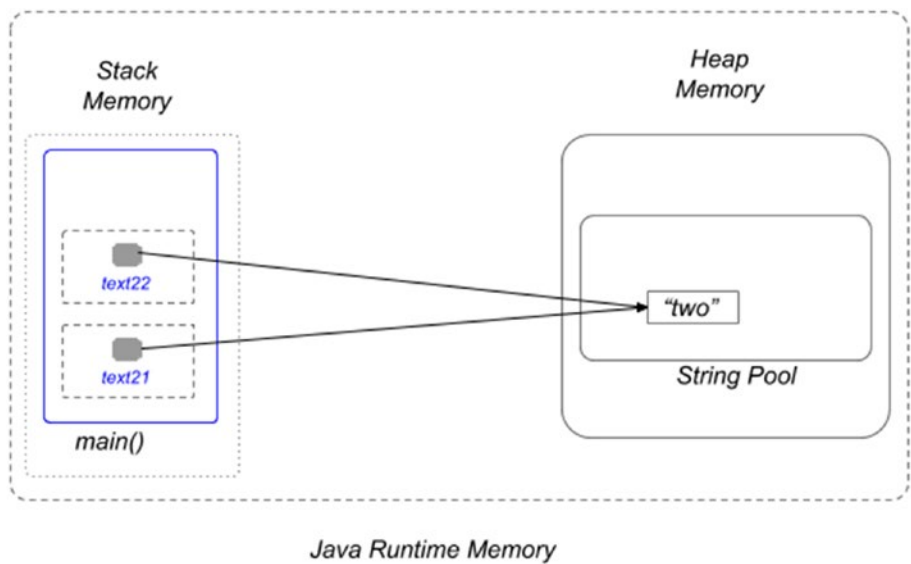 Stack
Memory
Heap
Memory
text22
text21
main()
“two”
String Pool
Java Runtime Memory